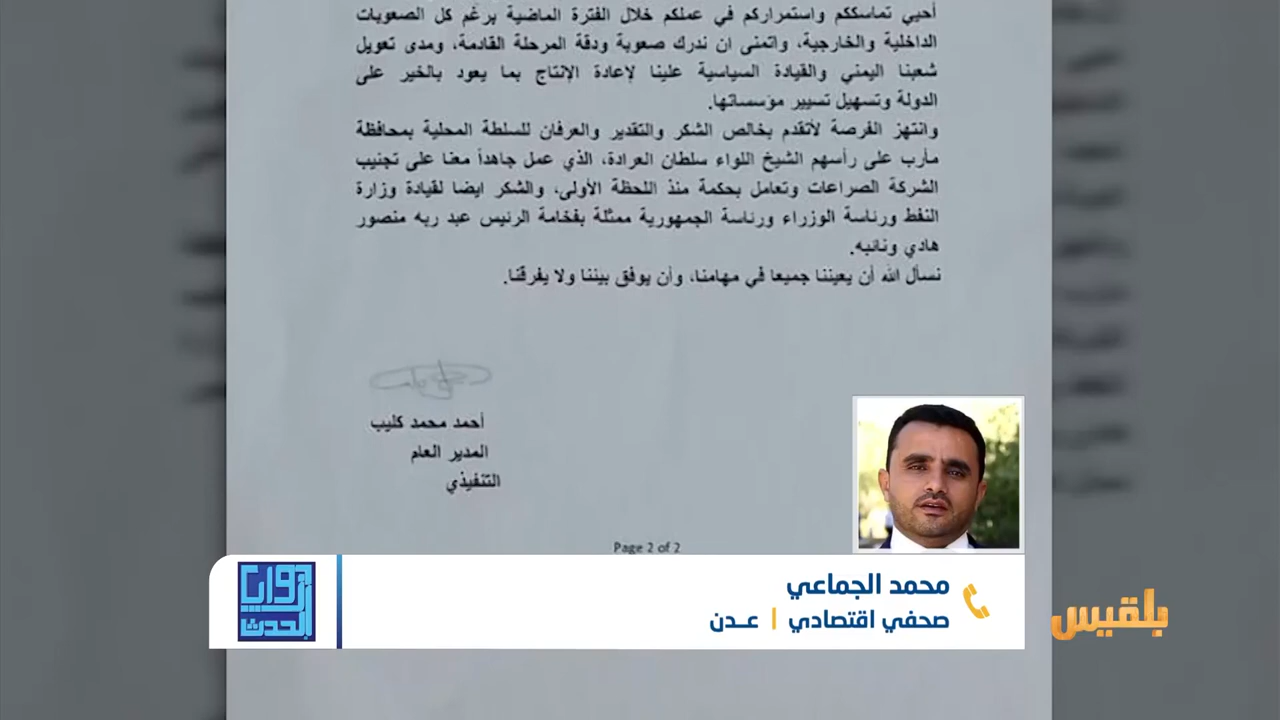 أحيي تماسككم واستمراركم في عملكم خلال الفترة الماضية برغم كل الصعوبات
الداخلية والخارجية، واتمنى ان ندرك صعوبة ودقة المرحلة القادمة، ومدى تعويل
شعبنا اليمني والقيادة السياسية علينا لإعادة الإنتاج بما يعود بالخير على
الدولة وتسهيل تسيير مؤسساتها.
وانتهز الفرصة لأتقدم بخالص الشكر والتقدير والعرفان للسلطة المحلية بمحافظة
مأرب على رأسهم الشيخ اللواء سلطان العرادة، الذي عمل جاهداً معنا على تجنيب
الشركة الصراعات وتعامل بحكمة منذ اللحظة الأولى، والشكر ايضا لقيادة وزارة
النفط ورئاسة الوزراء ورئاسة الجمهورية ممثلة بفخامة الرئيس عبد ربه منصور
هادي ونائبه.
نسأل الله أن يعيننا جميعا في مهامنا، وأن يوفق بيننا ولا يفرقنا.
أحمد محمد كليب
المدير العام
التنفيذي
Page 2 of 2
محمد الجماعي
صحفي اقتصادي | عـدن
زوايا الحدث
بلقيس